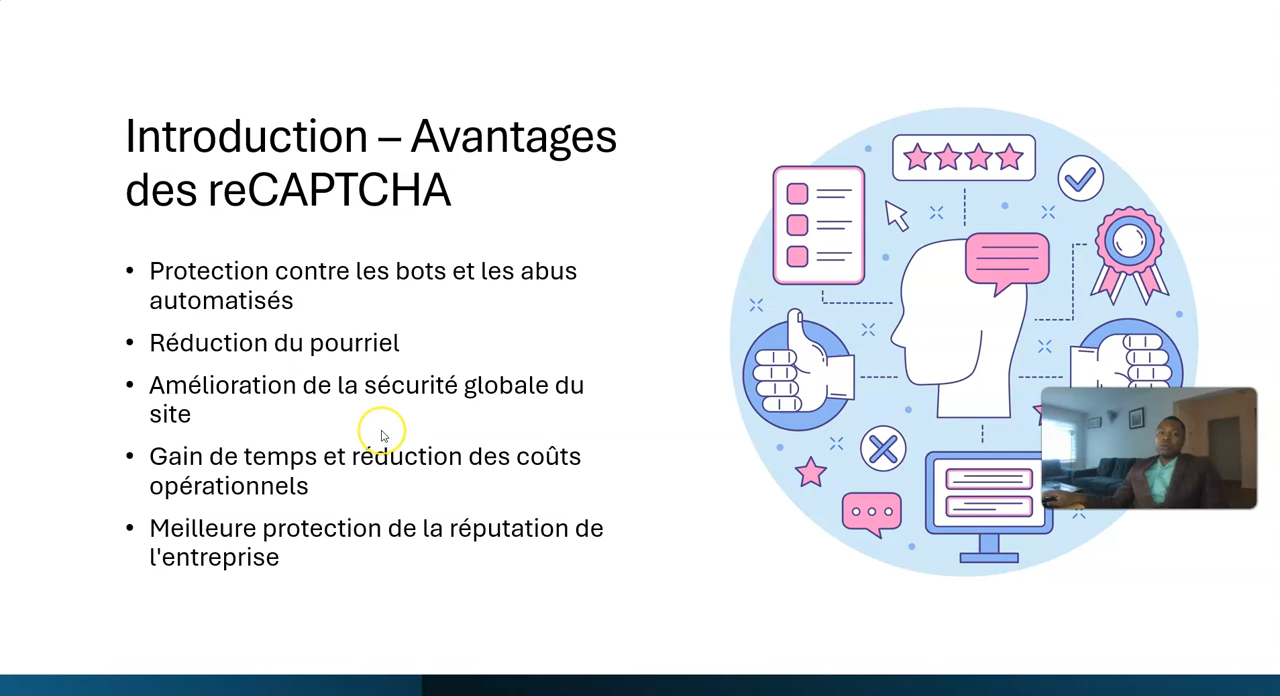 Introduction – Avantages
des reCAPTCHA
• Protection contre les bots et les abus
automatisés
• Réduction du pourriel
• Amélioration de la sécurité globale du
site
• Gain de temps et réduction des coûts
opérationnels
• Meilleure protection de la réputation de
l'entreprise